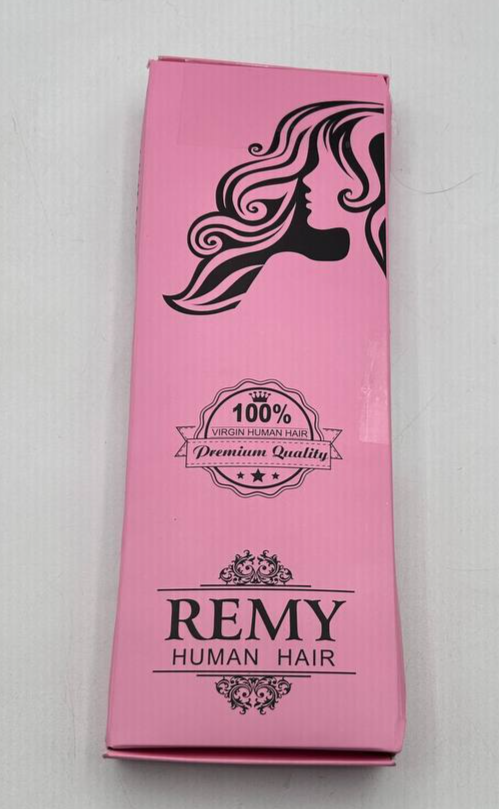 100%
VIRGIN HUMAN HAIR
Premium Quality
REMY
HUMAN HAIR